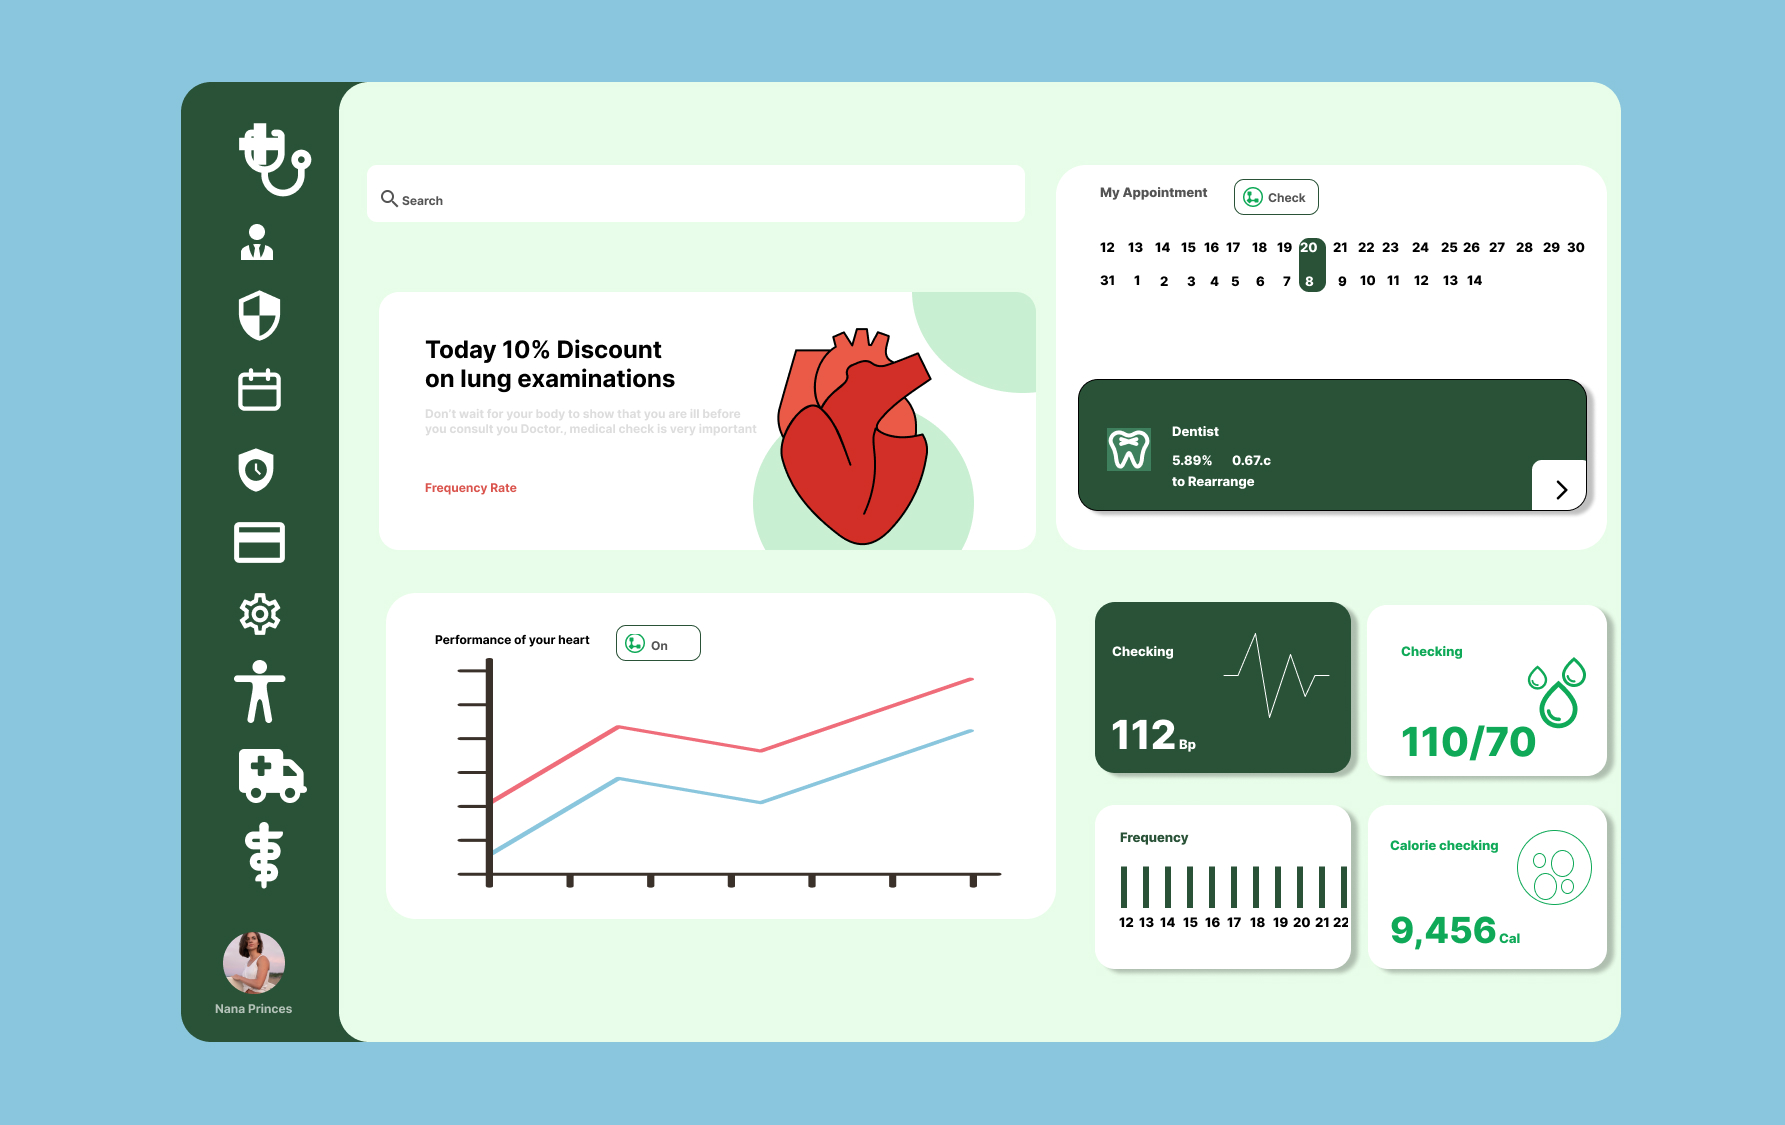 Search
My Appointment
Check
12 13 14 15 16 17 18 19 20 21 22 23 24 25 26 27 28 29 30
31 1 2 3 4 5 6 7 8 9 10 11 12 13 14
Today 10% Discount
on lung examinations
Don't wait for your body to show that you are ill before
you consult you Doctor., medical check is very important
Frequency Rate
Dentist
5.89% 0.67.c
to Rearrange
Performance of your heart
On
Checking
112 Bp
Checking
110/70
Frequency
12 13 14 15 16 17 18 19 20 21 22
Calorie checking
9,456 Cal
Nana Princes